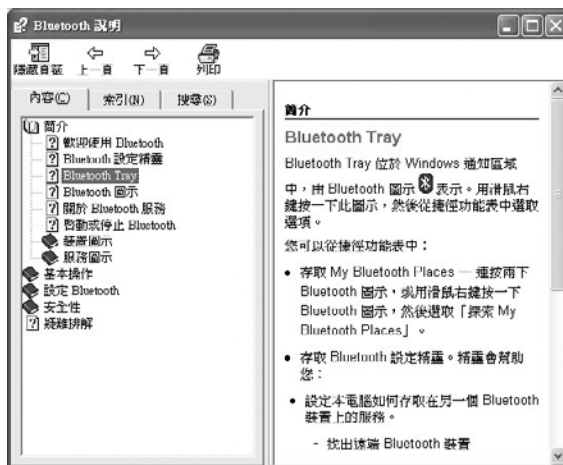 Bluetooth 說明
隱藏 上一頁 下一頁 列印
內容(C) 索引(N) 搜尋(S)
簡介
歡迎使用 Bluetooth
Bluetooth 設定精靈
Bluetooth Tray
Bluetooth 圖示
關於 Bluetooth 服務
啓動或停止 Bluetooth
裝置圖示
服務圖示
基本操作
設定 Bluetooth
安全性
疑難排解
簡介
Bluetooth Tray
Bluetooth Tray 位於 Windows 通知區域
中，由 Bluetooth 圖示 表示。用滑鼠右
鍵按一下此圖示，然後從捷徑功能表中選取
選項。
您可以從捷徑功能表中：
• 存取 My Bluetooth Places — 連按兩下
Bluetooth 圖示，或用滑鼠右鍵按一下
Bluetooth 圖示，然後選取「探索 My
Bluetooth Places」。
• 存取 Bluetooth 設定精靈。精靈會幫助
您：
• 設定本電腦如何存取在另一個 Bluetooth
裝置上的服務。
- 找出遠端 Bluetooth 裝置